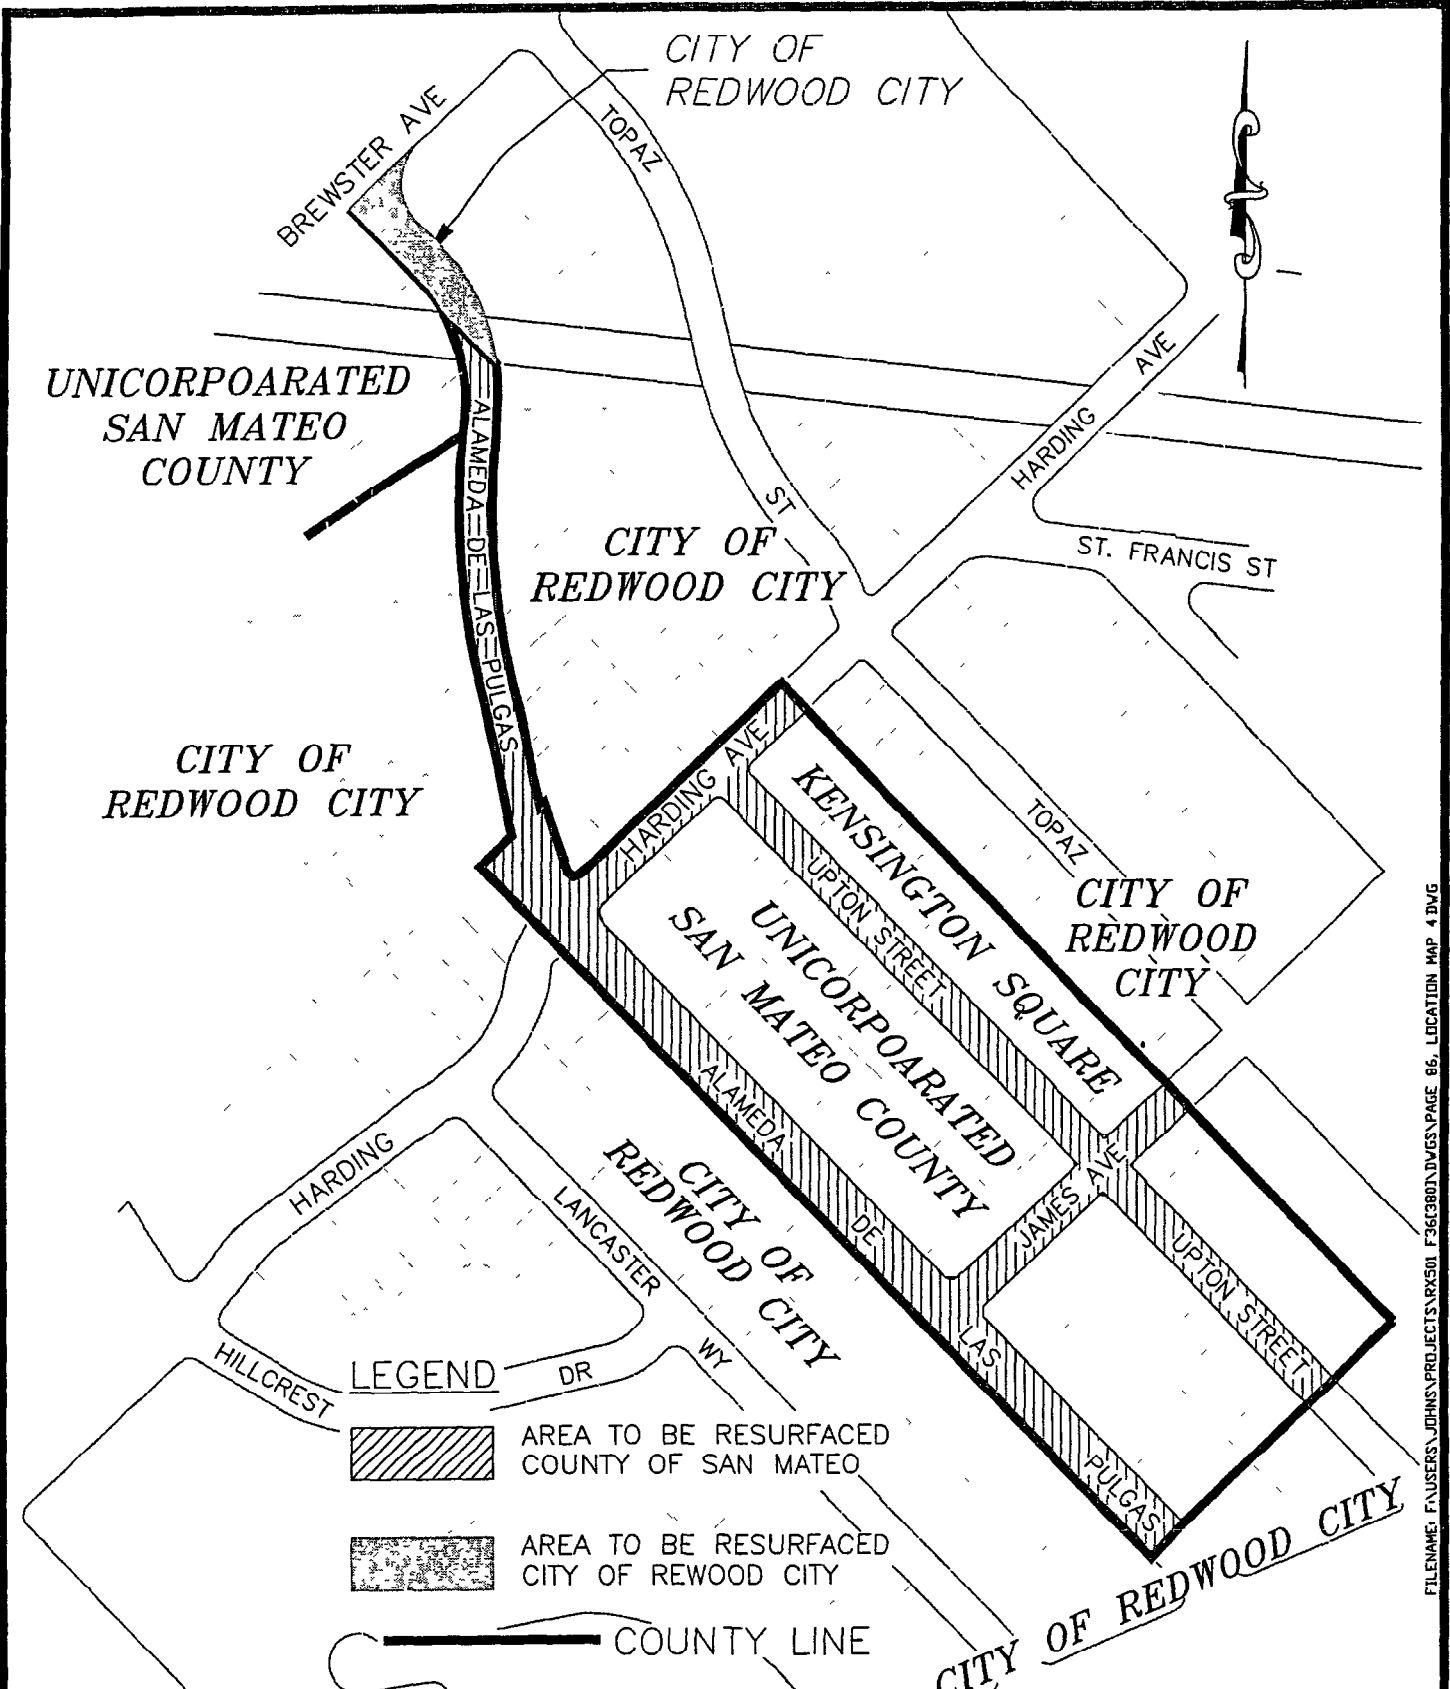 CITY OF
REDWOOD CITY
BREWSTER AVE
TOPAZ
ST
UNICORPOARATED
SAN MATEO
COUNTY
ALAMEDA DE LAS PULGAS
HARDING AVE
ST. FRANCIS ST
CITY OF
REDWOOD CITY
CITY OF
REDWOOD CITY
HARDING AVE
KENSINGTON SQUARE
UPTON STREET
TOPAZ
CITY OF
REDWOOD
CITY
UNICORPOARATED
SAN MATEO COUNTY
ALAMEDA
DE
LAS
PULGAS
JAMES AVE
UPTON STREET
HARDING
LANCASTER
WY
CITY OF
REDWOOD CITY
HILLCREST
DR
LEGEND
AREA TO BE RESURFACED
COUNTY OF SAN MATEO
AREA TO BE RESURFACED
CITY OF REWOOD CITY
COUNTY LINE
CITY OF REDWOOD CITY
FILENAME: F:\USERS\JOHNS\PROJECTS\RX501 F36[380]\DWGS\PAGE 86, LOCATION MAP 4 DWG